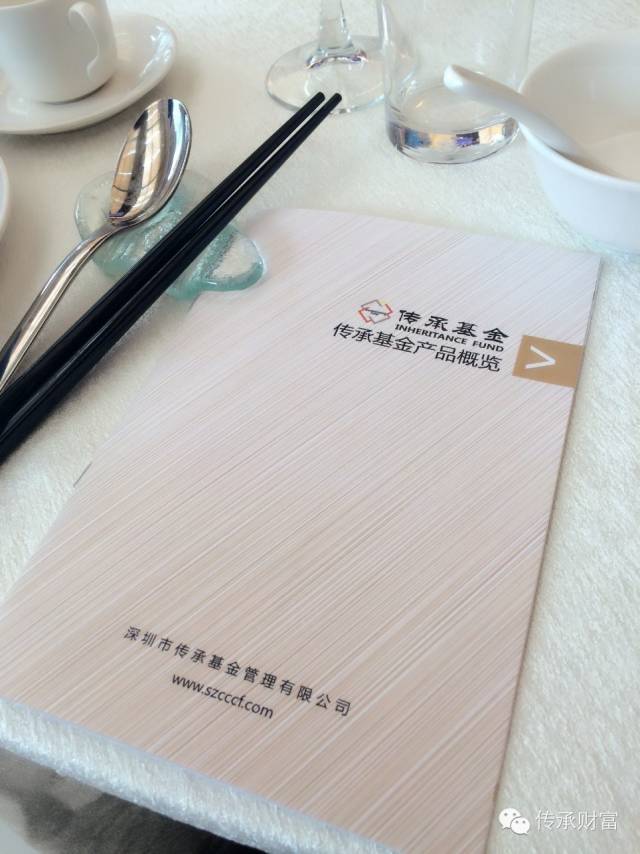 传承基金
INHERITANCE FUND
传承基金产品概览
深圳市传承基金管理有限公司
www.szcccf.com
传承财富